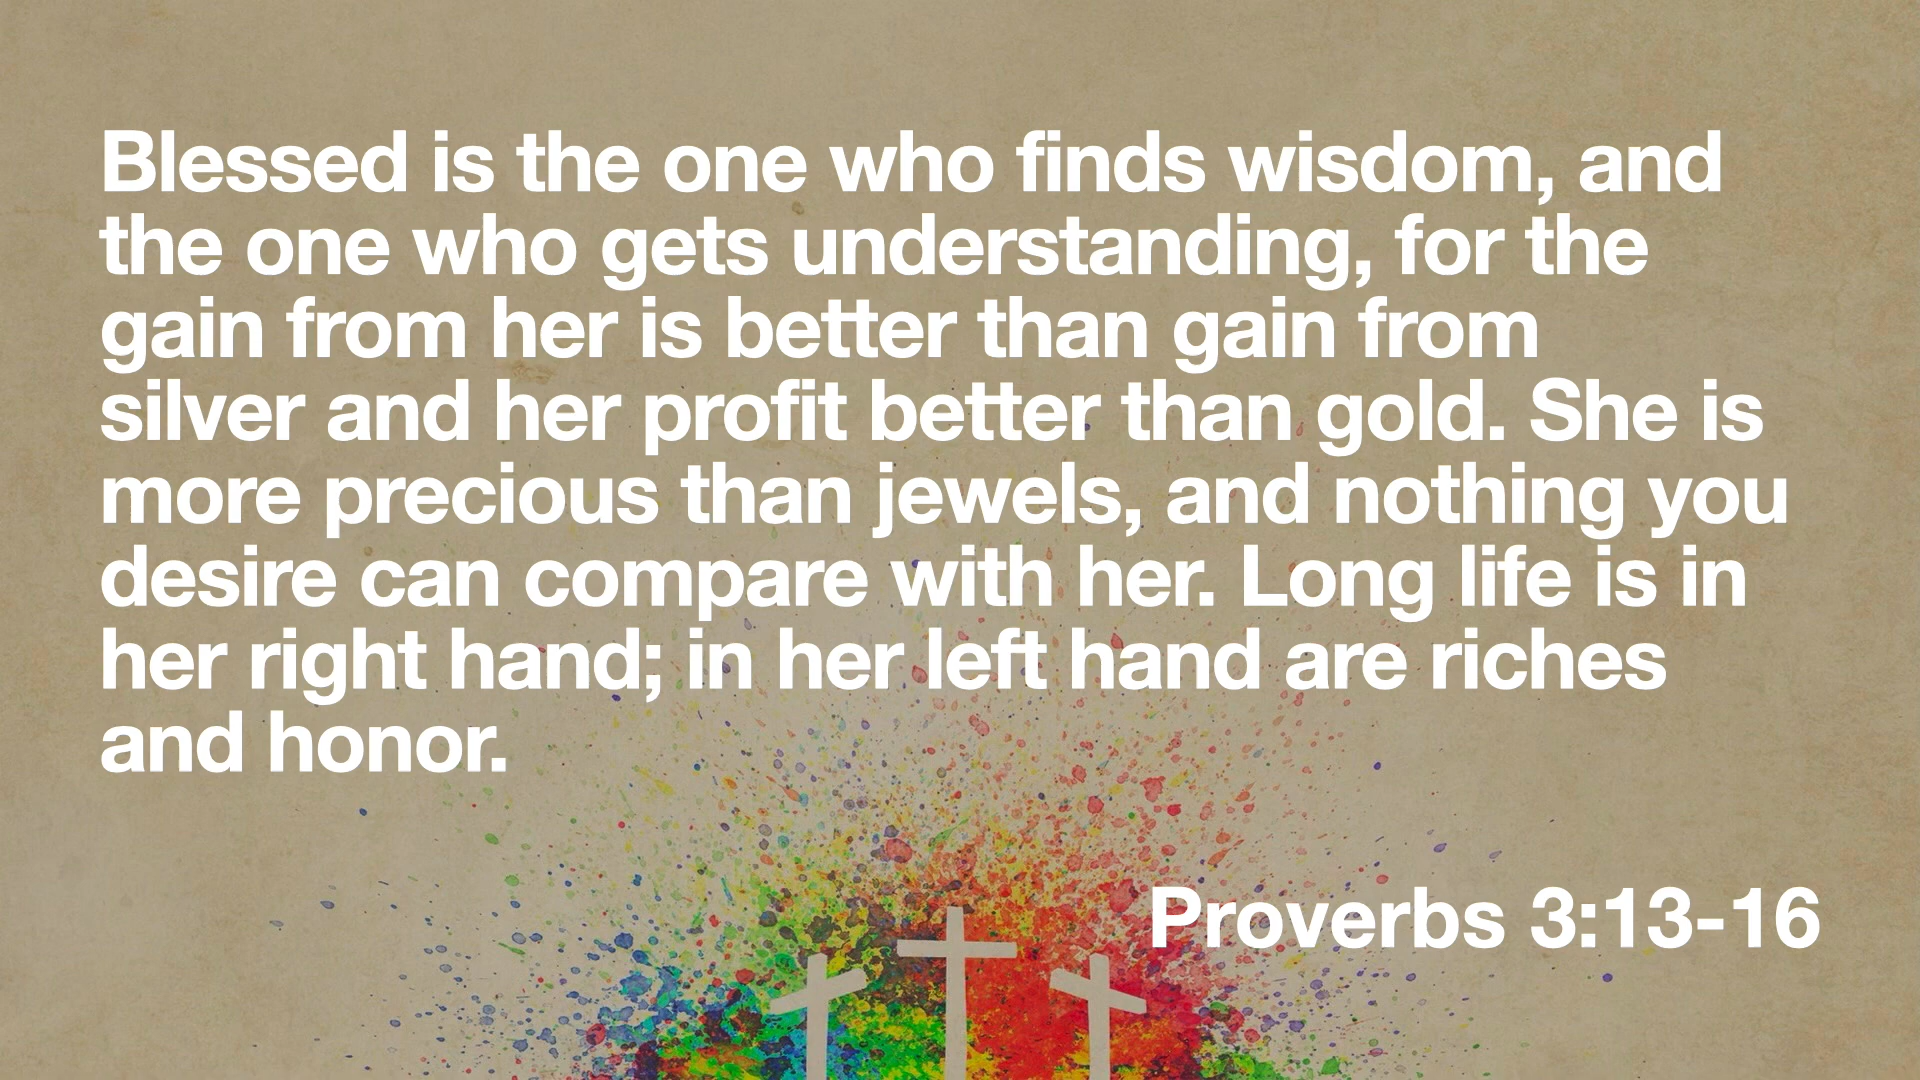 Blessed is the one who finds wisdom, and
the one who gets understanding, for the
gain from her is better than gain from
silver and her profit better than gold. She is
more precious than jewels, and nothing you
desire can compare with her. Long life is in
her right hand; in her left hand are riches
and honor.
Proverbs 3:13-16